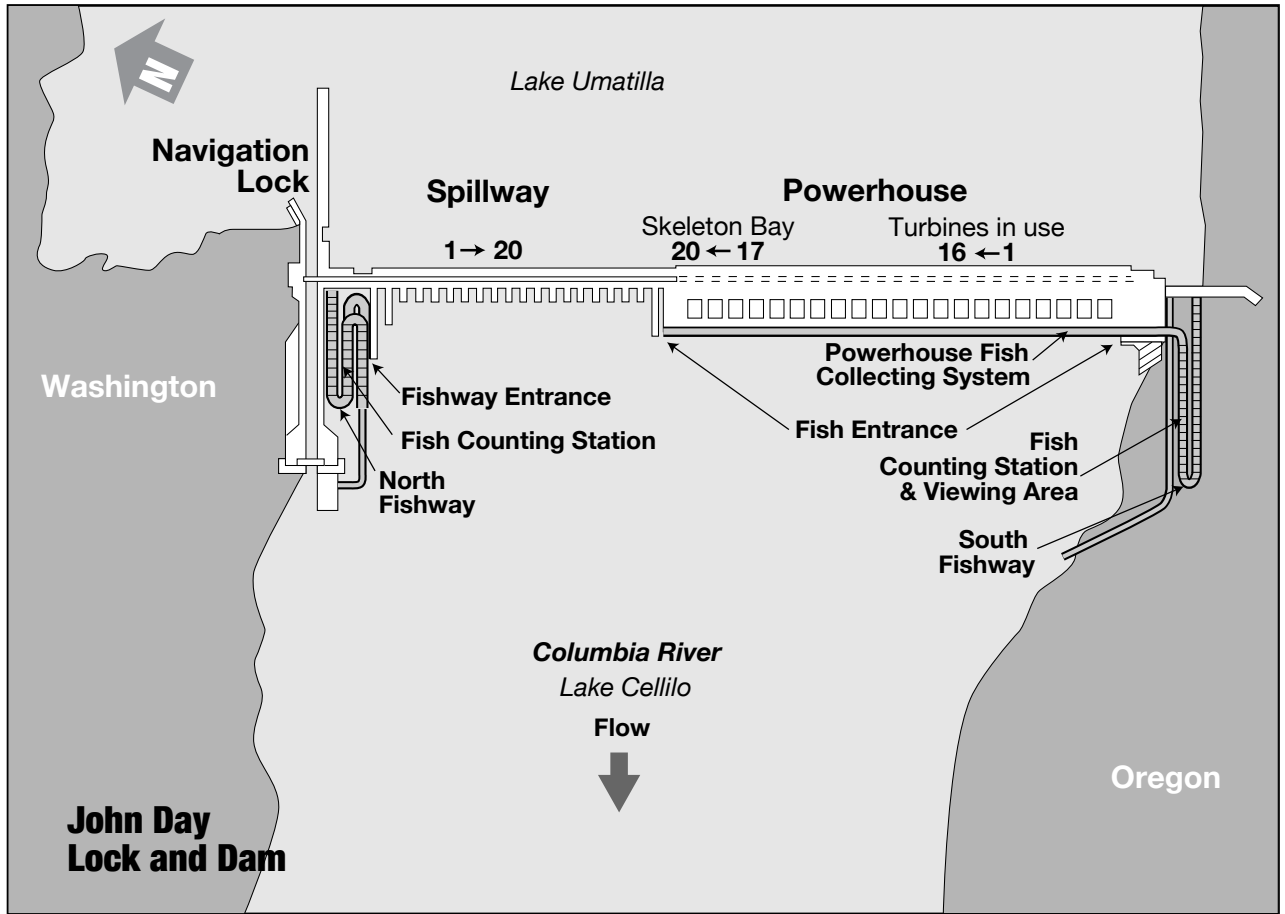 N
Lake Umatilla
Navigation
Lock
Spillway
1→ 20
Powerhouse
Skeleton Bay
20 ← 17
Turbines in use
16 ←1
Washington
Fishway Entrance
Fish Counting Station
North
Fishway
Powerhouse Fish
Collecting System
Fish Entrance
Fish
Counting Station
& Viewing Area
South
Fishway
Columbia River
Lake Cellilo
Flow
Oregon
John Day
Lock and Dam